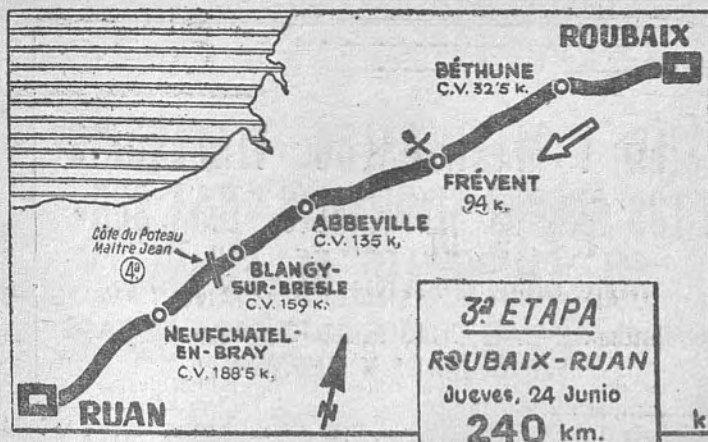 ROUBAIX
BÉTHUNE
C.V. 32'5 k.
FRÉVENT
94 k,
ABBEVILLE
C.V. 135 k,
Côte du Poteau
Maitre Jean
4ª
BLANGY-
SUR-BRESLE
C.V. 159 k,
NEUFCHATEL
EN-BRAY
C.V. 188'5 k,
RUAN
N
3ª ETAPA
ROUBAIX-RUAN
Jueves, 24 Junio
240 km.
k